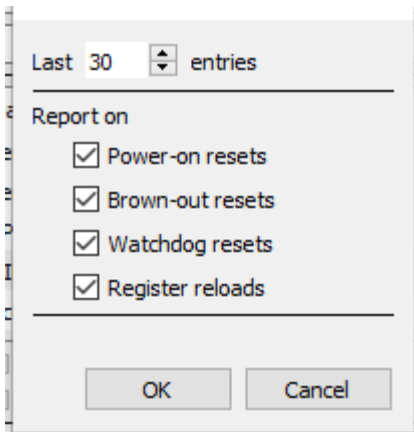 Last 30 entries
Report on
Power-on resets
Brown-out resets
Watchdog resets
Register reloads
OK Cancel